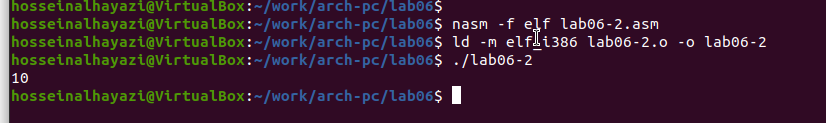 hosseinalhayazi@VirtualBox:~/work/arch-pc/lab06$
hosseinalhayazi@VirtualBox:~/work/arch-pc/lab06$ nasm -f elf lab06-2.asm
hosseinalhayazi@VirtualBox:~/work/arch-pc/lab06$ ld -m elf_i386 lab06-2.o -o lab06-2
hosseinalhayazi@VirtualBox:~/work/arch-pc/lab06$ ./lab06-2
10
hosseinalhayazi@VirtualBox:~/work/arch-pc/lab06$